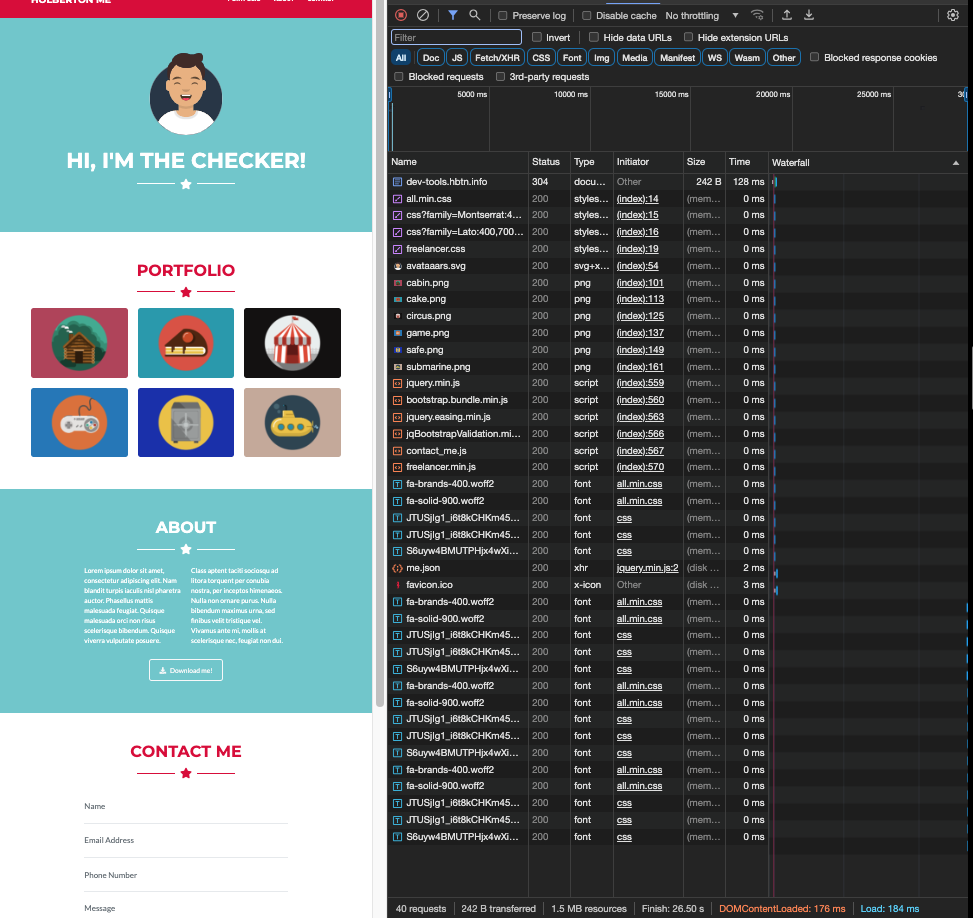 HOLBERTON ME
HI, I'M THE CHECKER!
PORTFOLIO
ABOUT
Lorem ipsum dolor sit amet,
consectetur adipiscing elit. Nam
blandit turpis iaculis nisl pharetra
auctor. Phasellus mattis
malesuada feugiat. Quisque
malesuada orci non risus
scelerisque bibendum. Quisque
viverra vulputate posuere.
Class aptent taciti sociosqu ad
litora torquent per conubia
nostra, per inceptos himenaeos.
Nulla non ornare purus. Nulla
bibendum maximus urna, sed
finibus velit tristique vel.
Vivamus ante mi, mollis at
scelerisque nec, feugiat non dui.
Download me!
CONTACT ME
Name
Email Address
Phone Number
Message
Preserve log Disable cache No throttling
Filter Invert Hide data URLs Hide extension URLs
All Doc JS Fetch/XHR CSS Font Img Media Manifest WS Wasm Other Blocked response cookies
Blocked requests 3rd-party requests
5000 ms 10000 ms 15000 ms 20000 ms 25000 ms
Name Status Type Initiator Size Time Waterfall
dev-tools.hbtn.info 304 docu... Other 242 B 128 ms
all.min.css 200 styles... (index):14 (mem... 0 ms
css?family=Montserrat:4... 200 styles... (index):15 (mem... 0 ms
css?family=Lato:400,700... 200 styles... (index):16 (mem... 0 ms
freelancer.css 200 styles... (index):19 (mem... 0 ms
avataaars.svg 200 svg+x... (index):54 (mem... 0 ms
cabin.png 200 png (index):101 (mem... 0 ms
cake.png 200 png (index):113 (mem... 0 ms
circus.png 200 png (index):125 (mem... 0 ms
game.png 200 png (index):137 (mem... 0 ms
safe.png 200 png (index):149 (mem... 0 ms
submarine.png 200 png (index):161 (mem... 0 ms
jquery.min.js 200 script (index):559 (mem... 0 ms
bootstrap.bundle.min.js 200 script (index):560 (mem... 0 ms
jquery.easing.min.js 200 script (index):563 (mem... 0 ms
jqBootstrapValidation.mi... 200 script (index):566 (mem... 0 ms
contact_me.js 200 script (index):567 (mem... 0 ms
freelancer.min.js 200 script (index):570 (mem... 0 ms
fa-brands-400.woff2 200 font all.min.css (mem... 0 ms
fa-solid-900.woff2 200 font all.min.css (mem... 0 ms
JTUSjIg1_i6t8kCHKm45... 200 font css (mem... 0 ms
JTUSjIg1_i6t8kCHKm45... 200 font css (mem... 0 ms
S6uyw4BMUTPHjx4wXi... 200 font css (mem... 0 ms
me.json 200 xhr jquery.min.js:2 (disk ... 2 ms
favicon.ico 200 x-icon Other (disk ... 3 ms
fa-brands-400.woff2 200 font all.min.css (mem... 0 ms
fa-solid-900.woff2 200 font all.min.css (mem... 0 ms
JTUSjIg1_i6t8kCHKm45... 200 font css (mem... 0 ms
JTUSjIg1_i6t8kCHKm45... 200 font css (mem... 0 ms
S6uyw4BMUTPHjx4wXi... 200 font css (mem... 0 ms
fa-brands-400.woff2 200 font all.min.css (mem... 0 ms
fa-solid-900.woff2 200 font all.min.css (mem... 0 ms
JTUSjIg1_i6t8kCHKm45... 200 font css (mem... 0 ms
JTUSjIg1_i6t8kCHKm45... 200 font css (mem... 0 ms
S6uyw4BMUTPHjx4wXi... 200 font css (mem... 0 ms
fa-brands-400.woff2 200 font all.min.css (mem... 0 ms
fa-solid-900.woff2 200 font all.min.css (mem... 0 ms
JTUSjIg1_i6t8kCHKm45... 200 font css (mem... 0 ms
JTUSjIg1_i6t8kCHKm45... 200 font css (mem... 0 ms
S6uyw4BMUTPHjx4wXi... 200 font css (mem... 0 ms
40 requests 242 B transferred 1.5 MB resources Finish: 26.50 s DOMContentLoaded: 176 ms Load: 184 ms